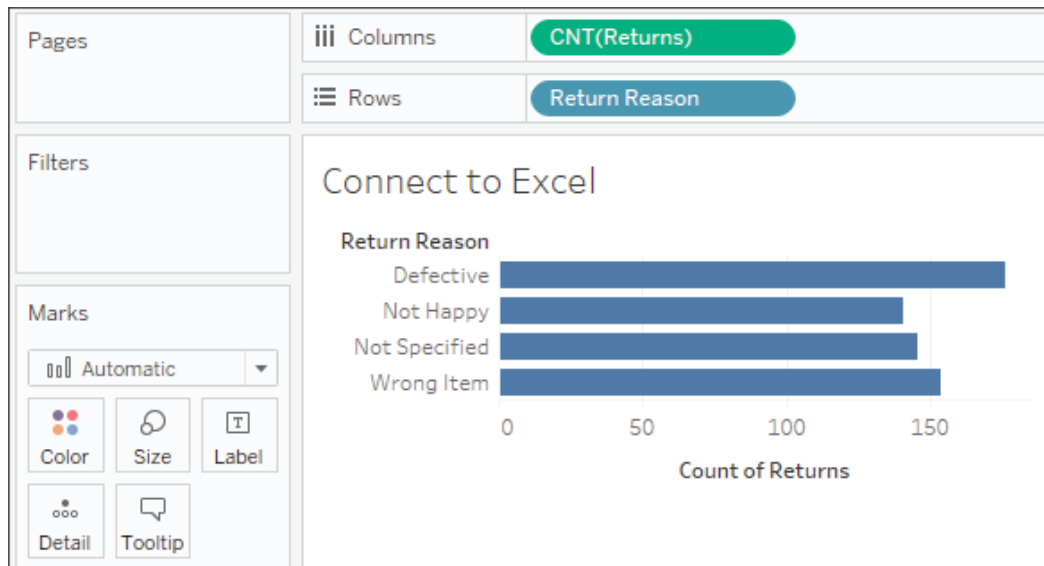 Pages
Columns
CNT(Returns)
Rows
Return Reason
Filters
Connect to Excel
Return Reason
Defective
Not Happy
Not Specified
Wrong Item
0 50 100 150
Count of Returns
Marks
Automatic
Color Size T Label
Detail Tooltip